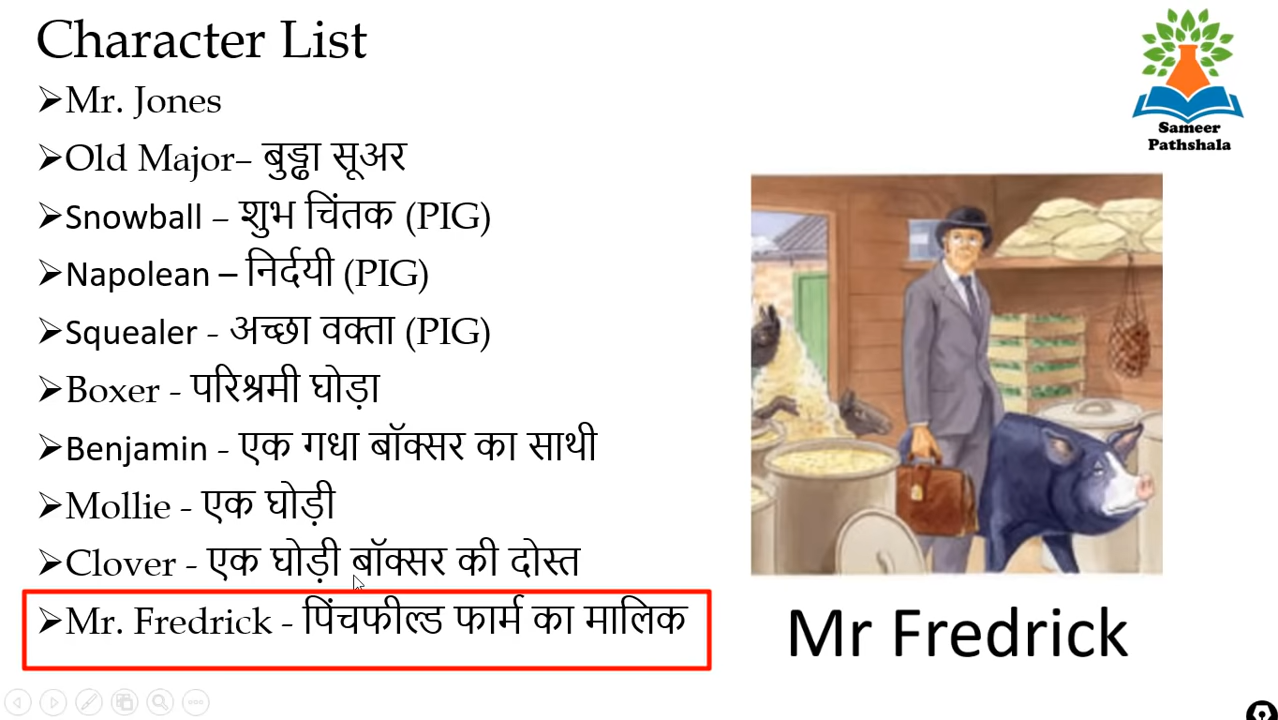 Character List
➢Mr. Jones
➢Old Major– बुड्ढा सूअर
➢Snowball – शुभ चिंतक (PIG)
➢Napolean – निर्दयी (PIG)
➢Squealer - अच्छा वक्ता (PIG)
➢Boxer - परिश्रमी घोड़ा
➢Benjamin - एक गधा बॉक्सर का साथी
➢Mollie - एक घोड़ी
➢Clover - एक घोड़ी बॉक्सर की दोस्त
➢Mr. Fredrick - पिंचफील्ड फार्म का मालिक
Sameer
Pathshala
Mr Fredrick